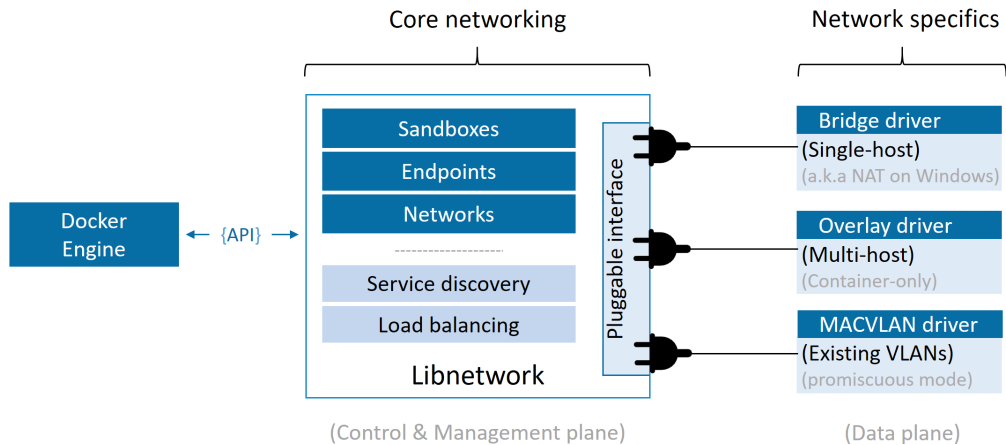 Core networking
Network specifics
Docker
Engine
{API}
Sandboxes
Endpoints
Networks
Service discovery
Load balancing
Libnetwork
Pluggable interface
Bridge driver
(Single-host)
(a.k.a NAT on Windows)
Overlay driver
(Multi-host)
(Container-only)
MACVLAN driver
(Existing VLANs)
(promiscuous mode)
(Control & Management plane)
(Data plane)